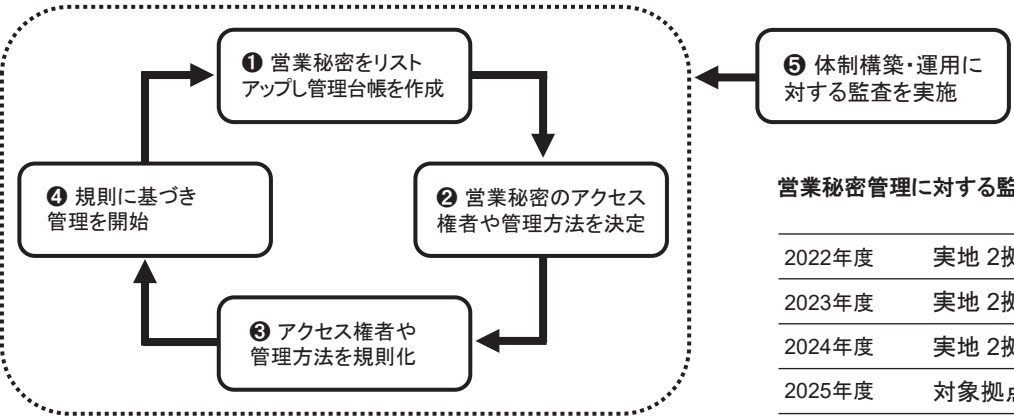 ❶ 営業秘密をリスト
アップし管理台帳を作成
❷ 営業秘密のアクセス
権者や管理方法を決定
❸ アクセス権者や
管理方法を規則化
❹ 規則に基づき
管理を開始
❺ 体制構築・運用に
対する監査を実施
営業秘密管理に対する監
2022年度 実地 2拠
2023年度 実地 2拠
2024年度 実地 2拠
2025年度 対象拠点